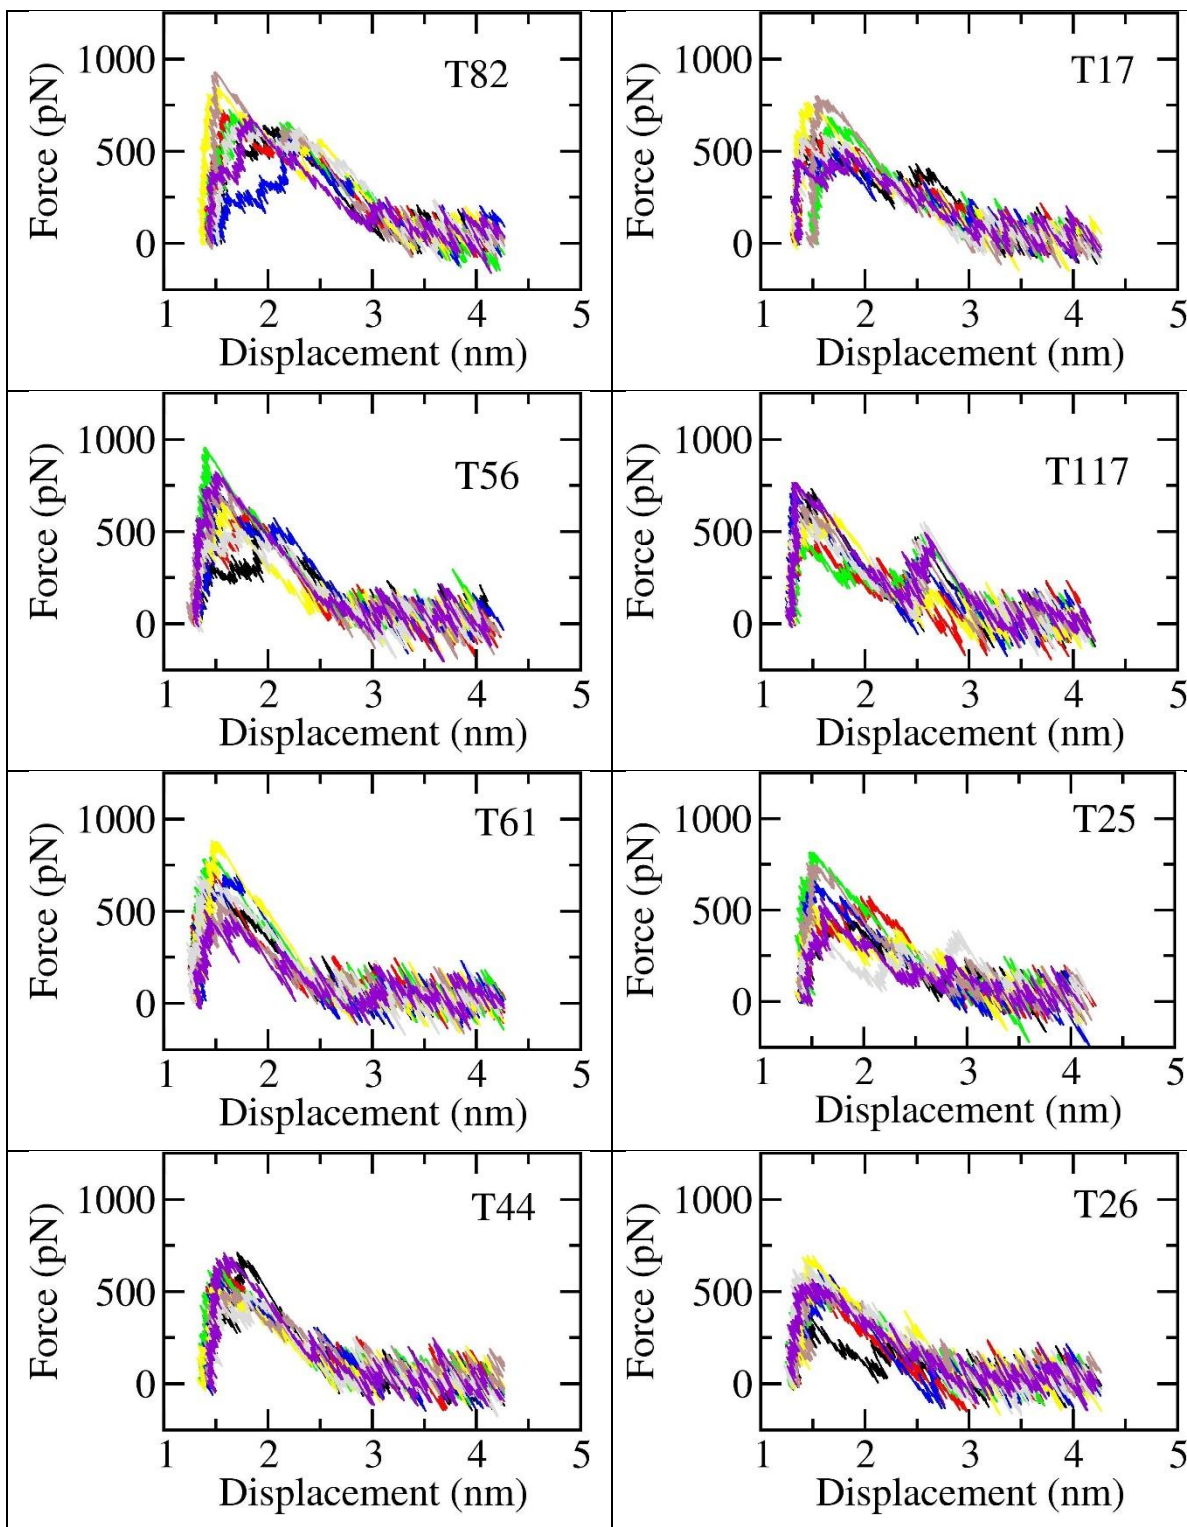 1000
T82
500
0
Force (pN)
1 2 3 4 5
Displacement (nm)
1000
T17
500
0
Force (pN)
1 2 3 4 5
Displacement (nm)
1000
T56
500
0
Force (pN)
1 2 3 4 5
Displacement (nm)
1000
T117
500
0
Force (pN)
1 2 3 4 5
Displacement (nm)
1000
T61
500
0
Force (pN)
1 2 3 4 5
Displacement (nm)
1000
T25
500
0
Force (pN)
1 2 3 4 5
Displacement (nm)
1000
T44
500
0
Force (pN)
1 2 3 4 5
Displacement (nm)
1000
T26
500
0
Force (pN)
1 2 3 4 5
Displacement (nm)